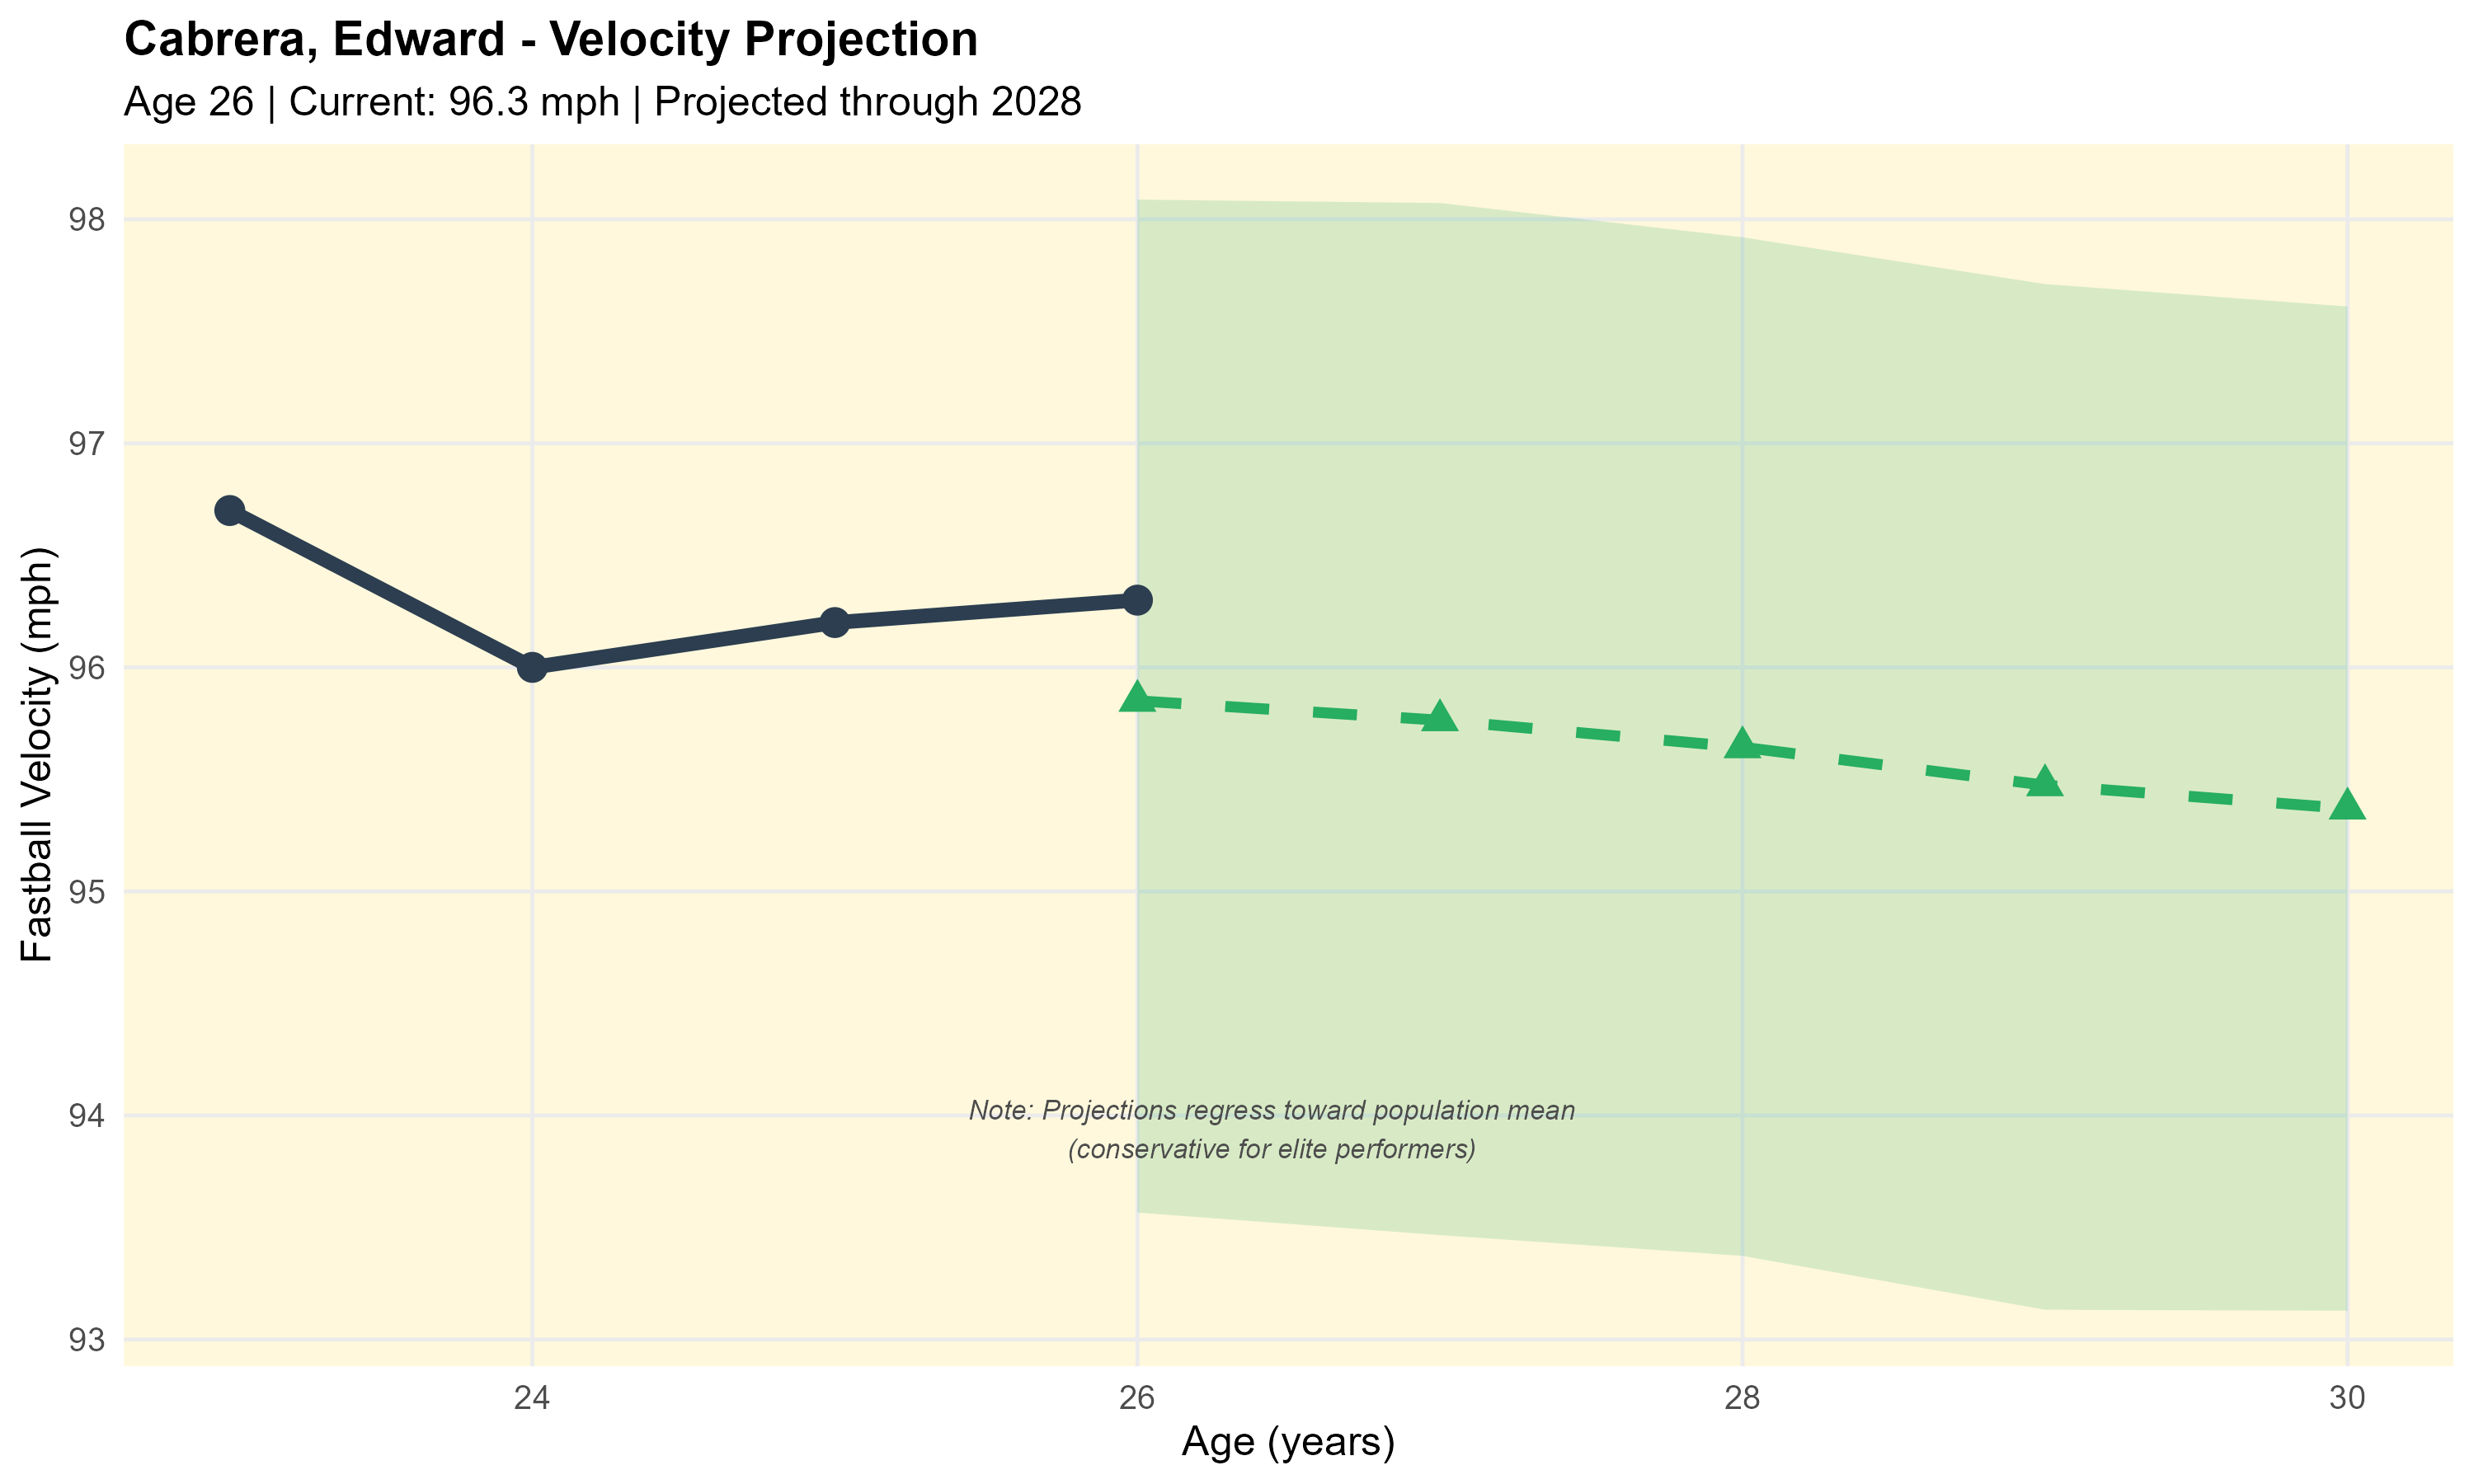 Cabrera, Edward - Velocity Projection
Age 26 | Current: 96.3 mph | Projected through 2028
98
97
96
95
94
93
Fastball Velocity (mph)
Note: Projections regress toward population mean
(conservative for elite performers)
24
26
28
30
Age (years)